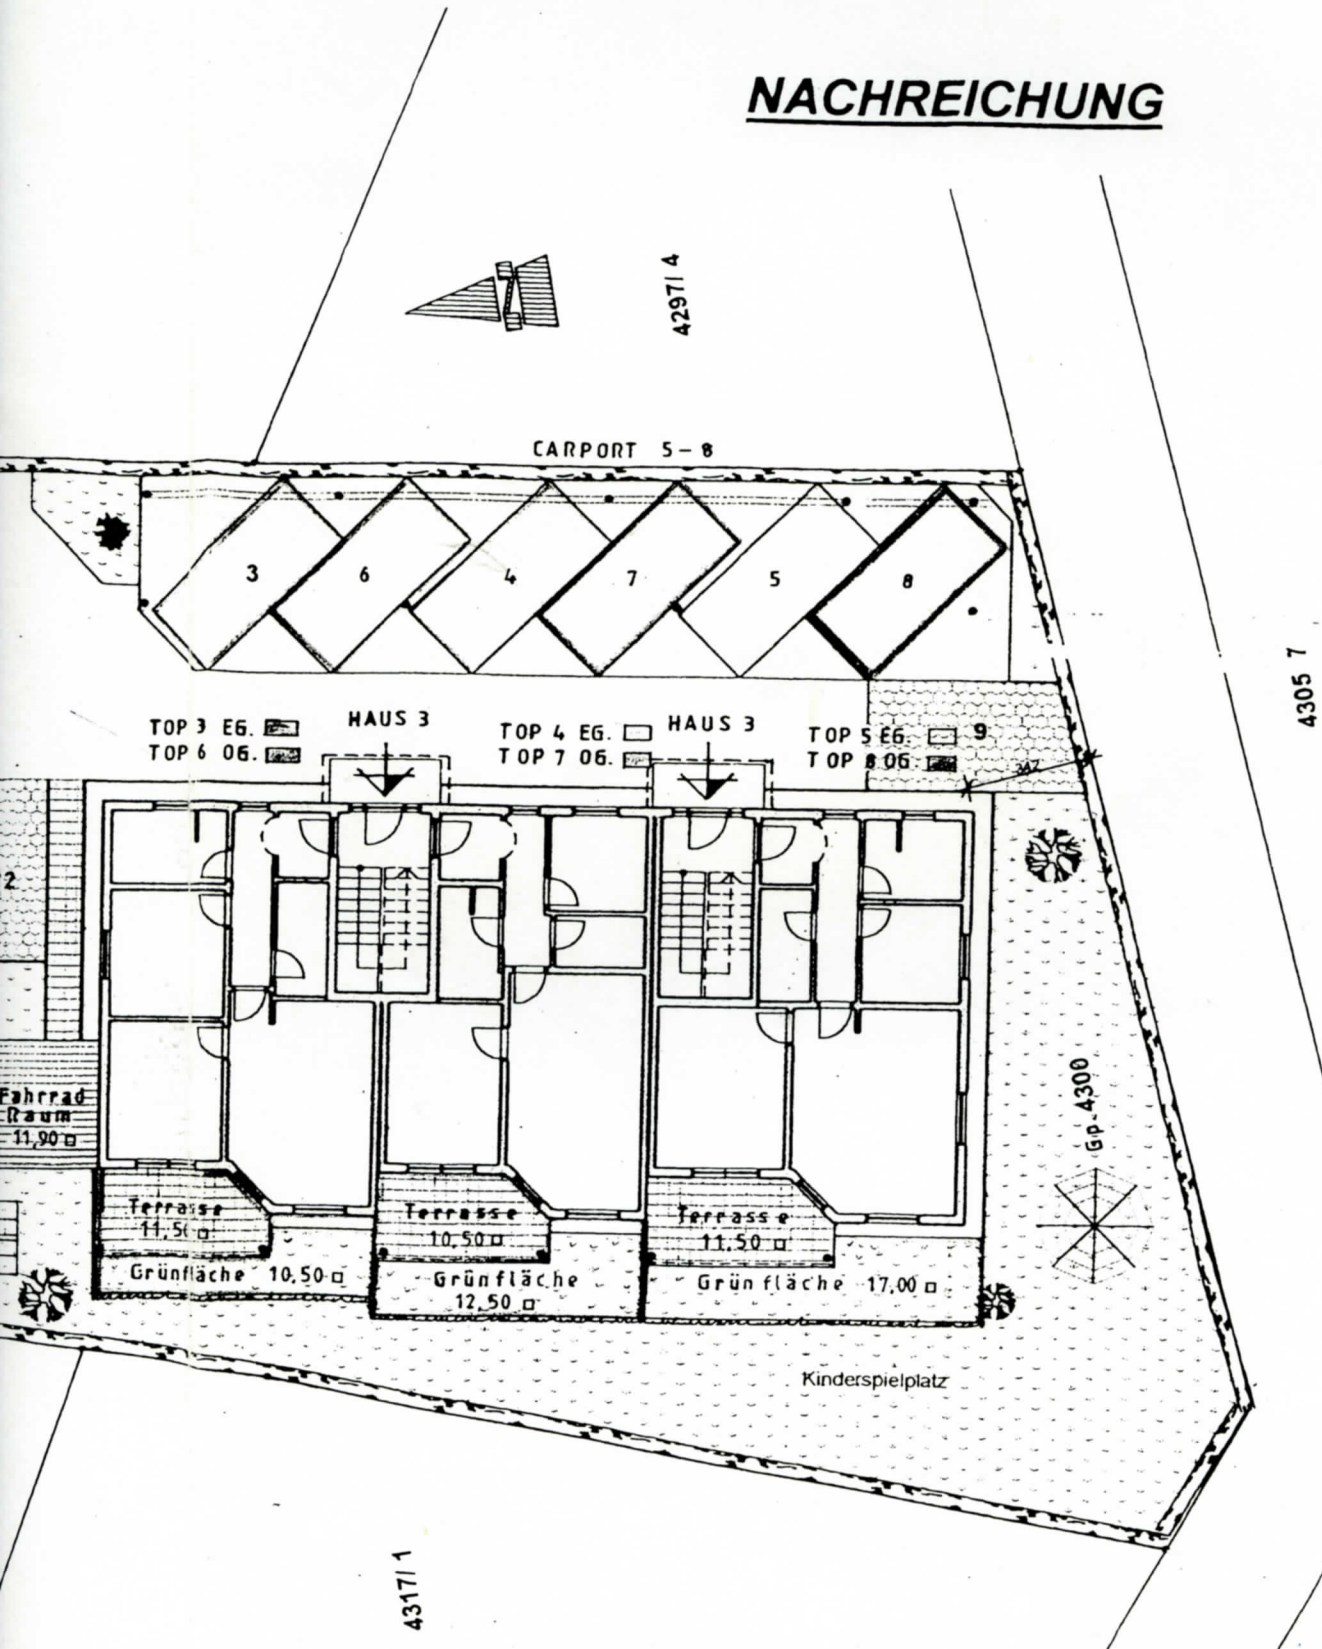 NACHREICHUNG
4297/ 4
CARPORT 5 - 8
3 6 4 7 5 8
4305 7
TOP 3 EG.
TOP 6 OG.
HAUS 3
TOP 4 EG.
TOP 7 OG.
HAUS 3
TOP 5 EG.
TOP 8 OG.
9
2
Fahrrad
Raum
11,90 □
Gp. 4300
Terrasse
11,50 □
Terrasse
10,50 □
Terrasse
11,50 □
Grünfläche 10,50 □
Grünfläche
12,50 □
Grünfläche 17,00 □
Kinderspielplatz
4317/ 1